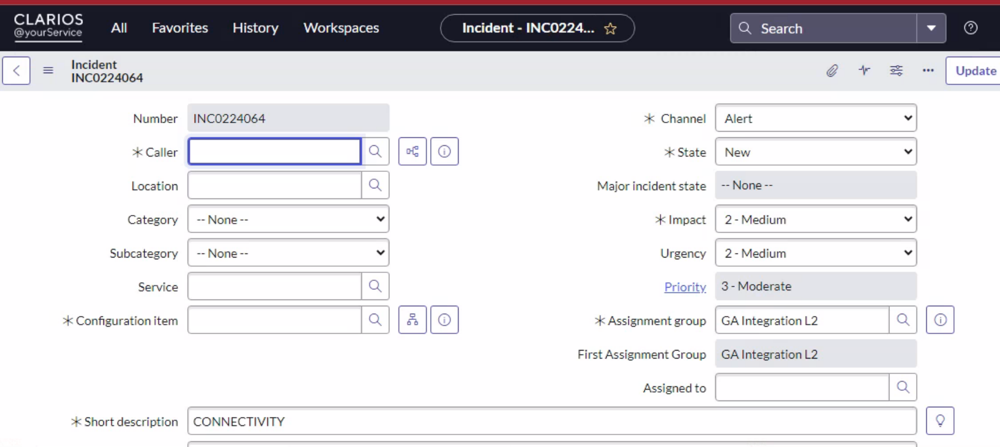 CLARIOS
@yourService
All
Favorites
History
Workspaces
Incident - INC0224...
Search
Incident
INC0224064
Update
Number
INC0224064
* Channel
Alert
* Caller
* State
New
Location
Major incident state
-- None --
Category
-- None --
* Impact
2 - Medium
Subcategory
-- None --
Urgency
2 - Medium
Service
Priority
3 - Moderate
* Configuration item
* Assignment group
GA Integration L2
First Assignment Group
GA Integration L2
Assigned to
* Short description
CONNECTIVITY